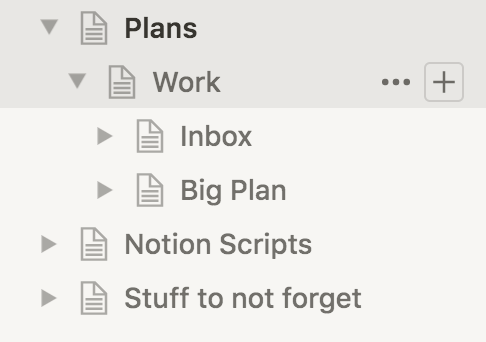 Plans
Work
Inbox
Big Plan
Notion Scripts
Stuff to not forget